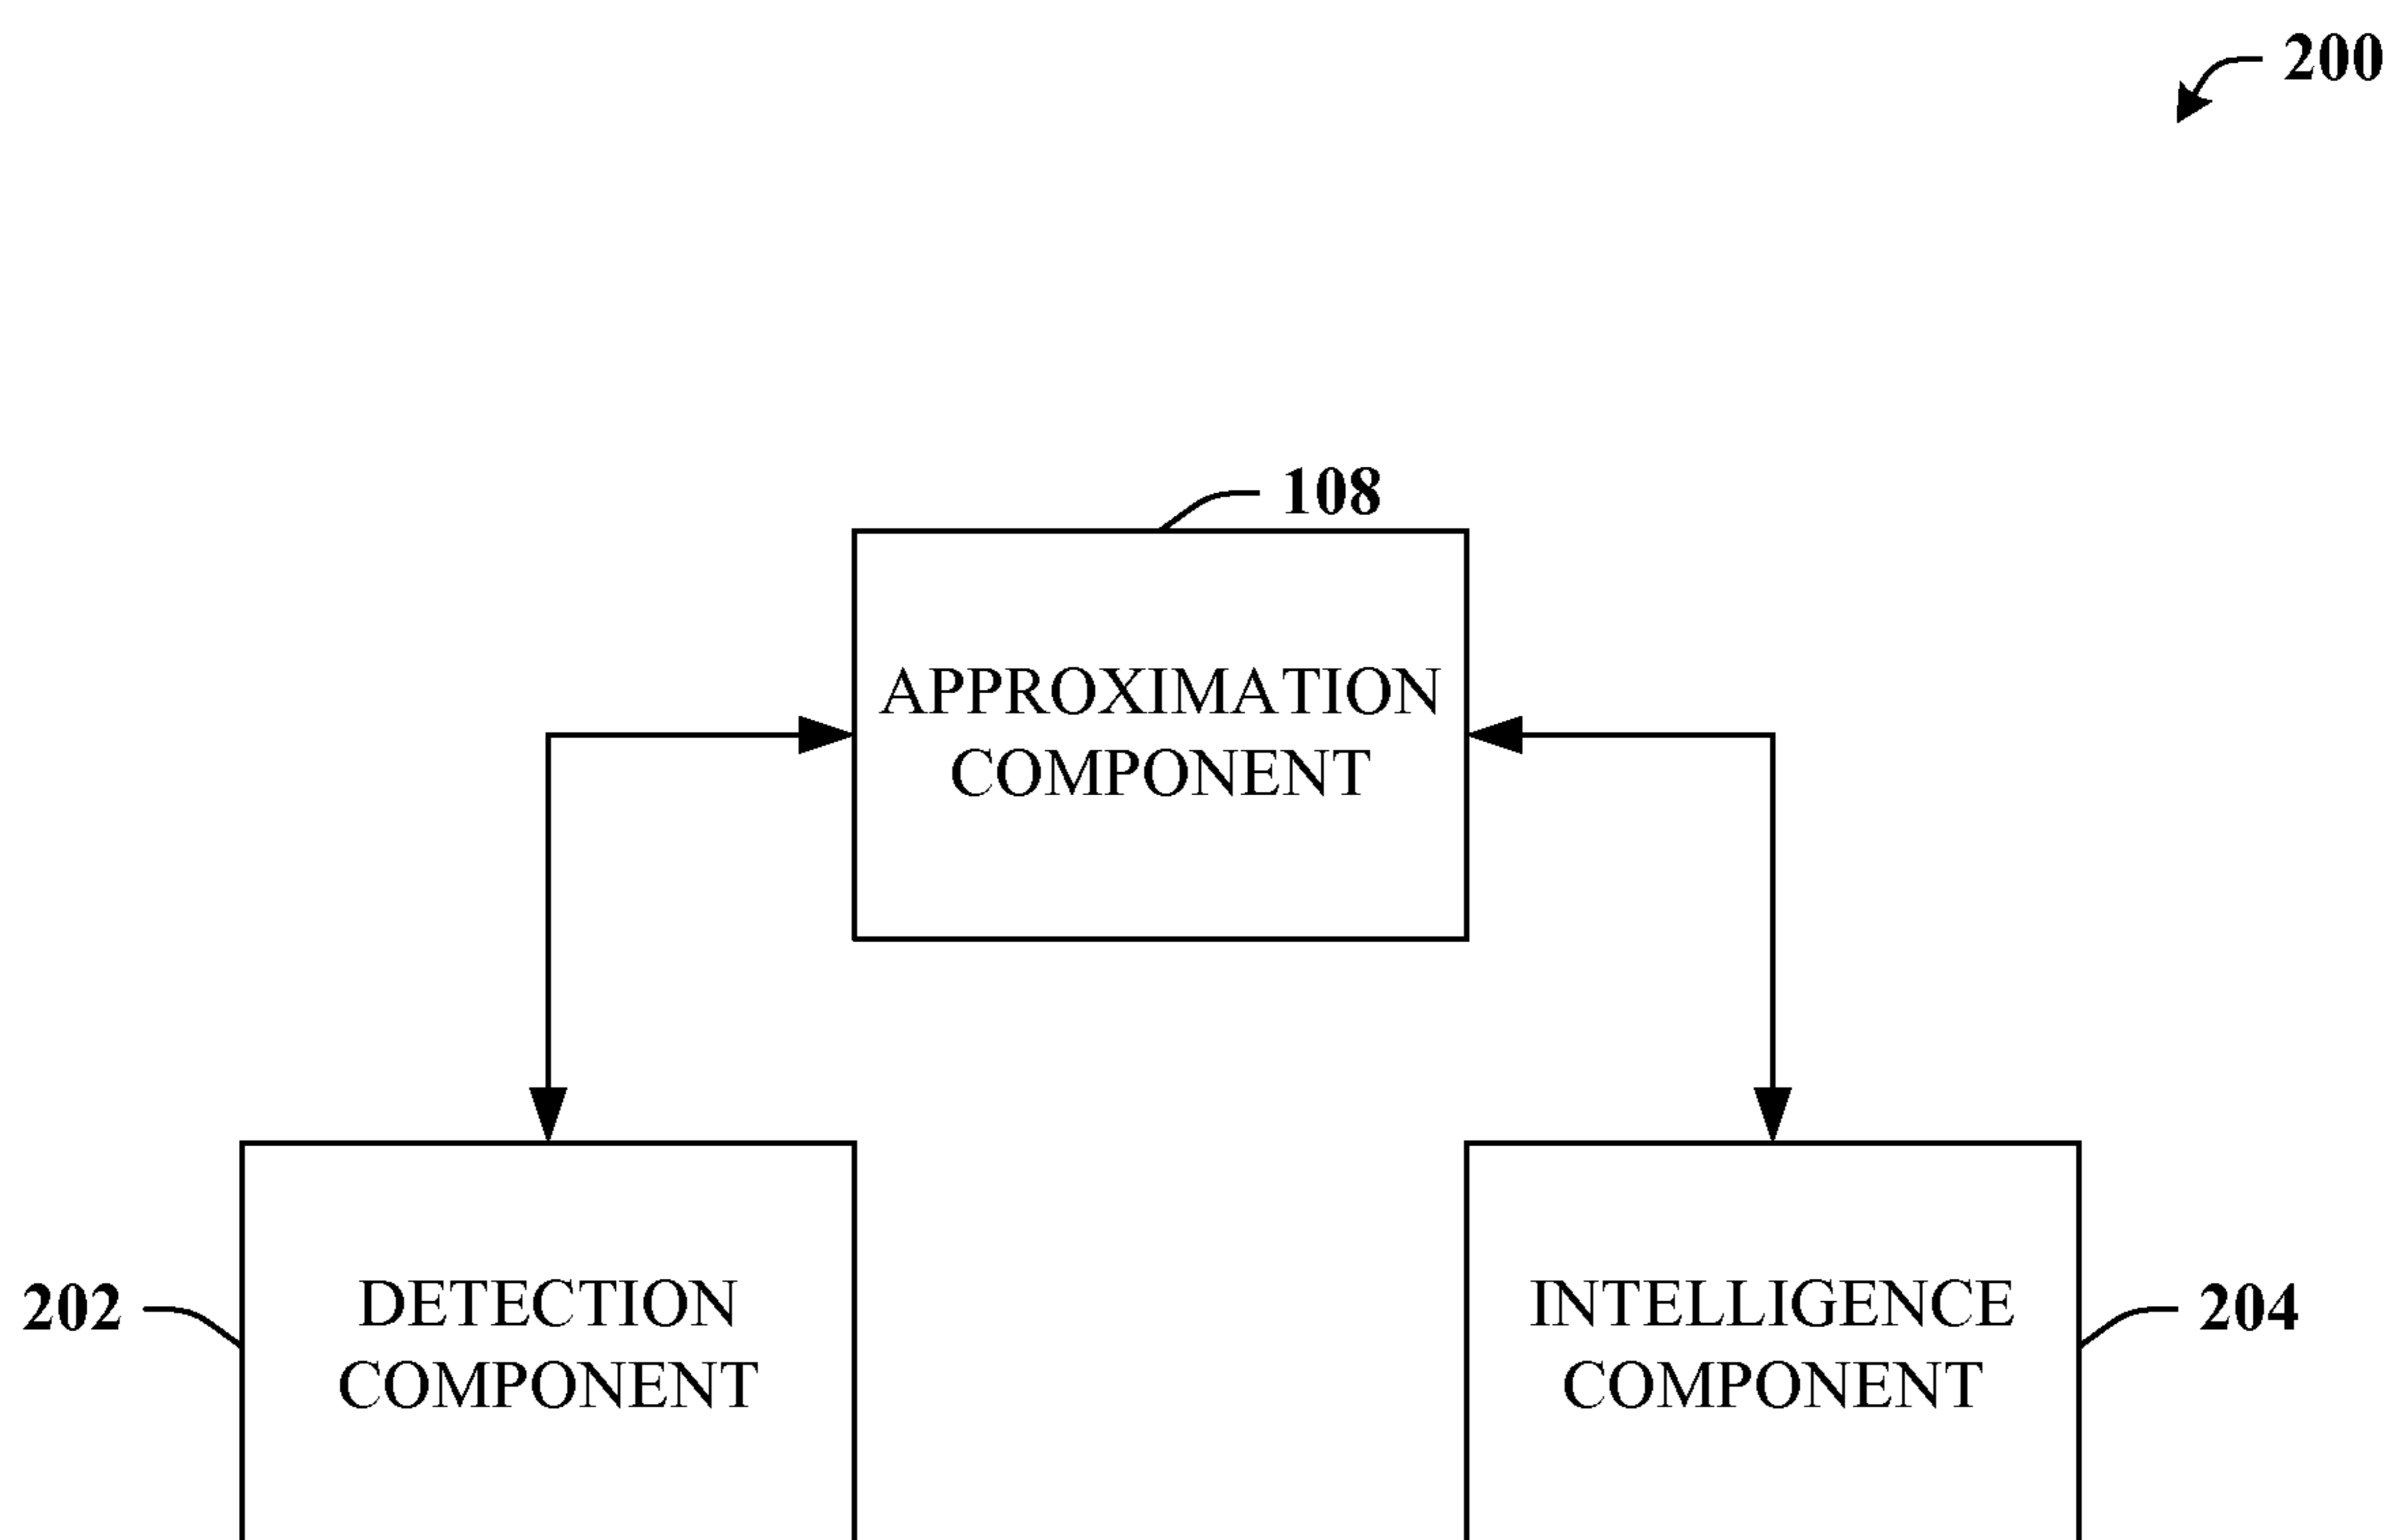 200
108
APPROXIMATION
COMPONENT
202
DETECTION
COMPONENT
INTELLIGENCE
COMPONENT
204